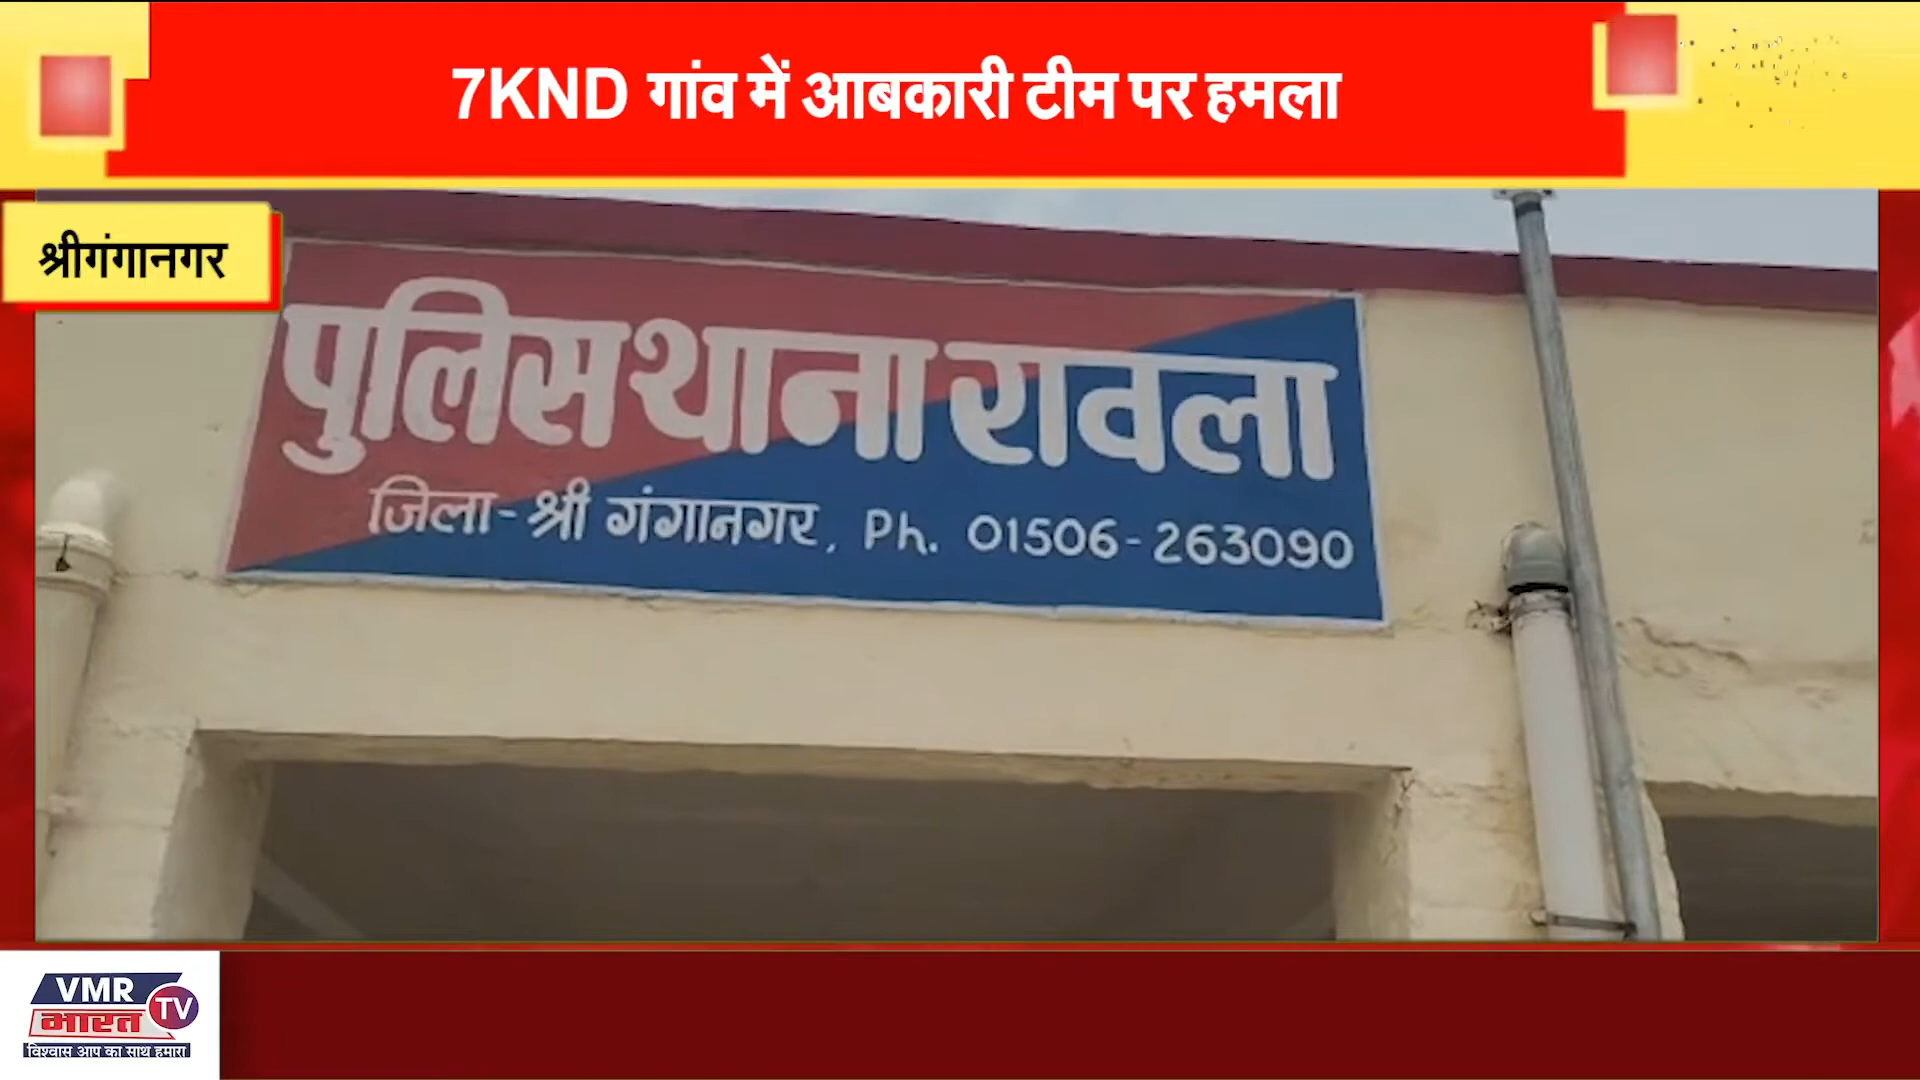 7KND गांव में आबकारी टीम पर हमला
श्रीगंगानगर
पुलिस थाना रावला
जिला-श्री गंगानगर, Ph. 01506-263090
VMR
भारत
TV
विश्वास आप का साथ हमारा